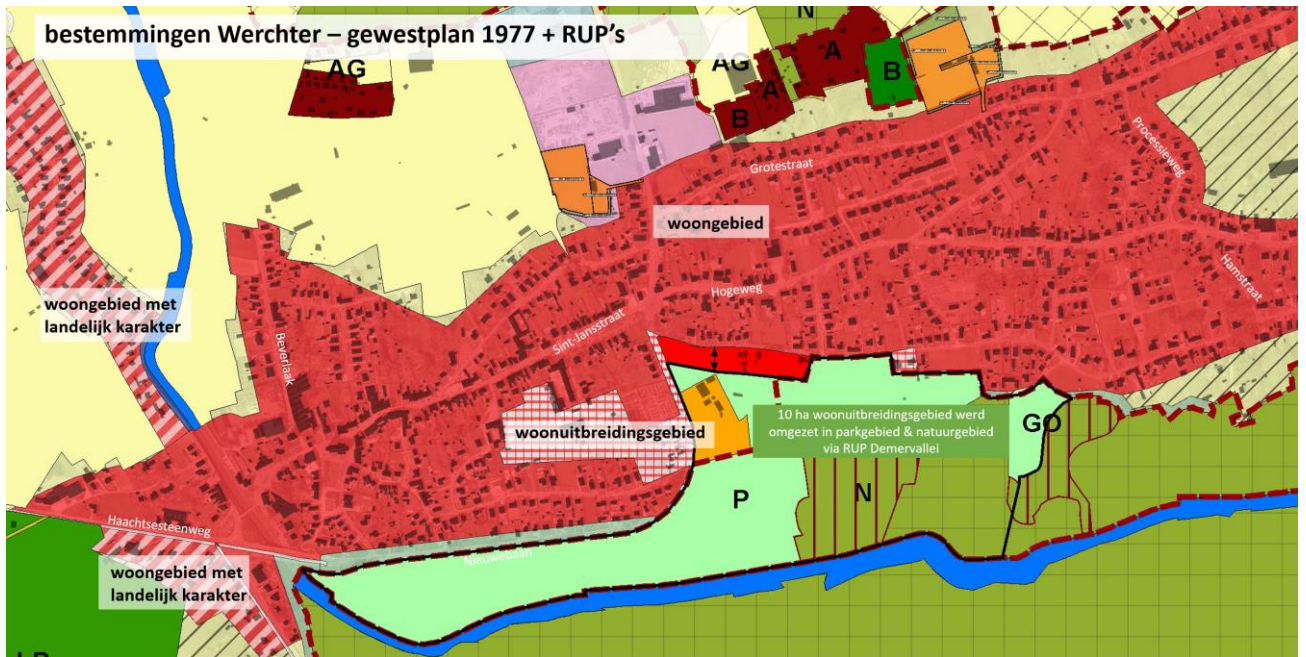 bestemmingen Werchter – gewestplan 1977 + RUP's
N
AG
AG
A
A
B
B
Processieweg
Grotestraat
woongebied
Hamstraat
woongebied met
landelijk karakter
Hogeweg
Beverlaak
Sint-Jansstraat
10 ha woonuitbreidingsgebied werd
omgezet in parkgebied & natuurgebied
via RUP Demervallei
GO
woonuitbreidingsgebied
P
N
Haachtsesteenweg
Nieuwebaan
woongebied met
landelijk karakter